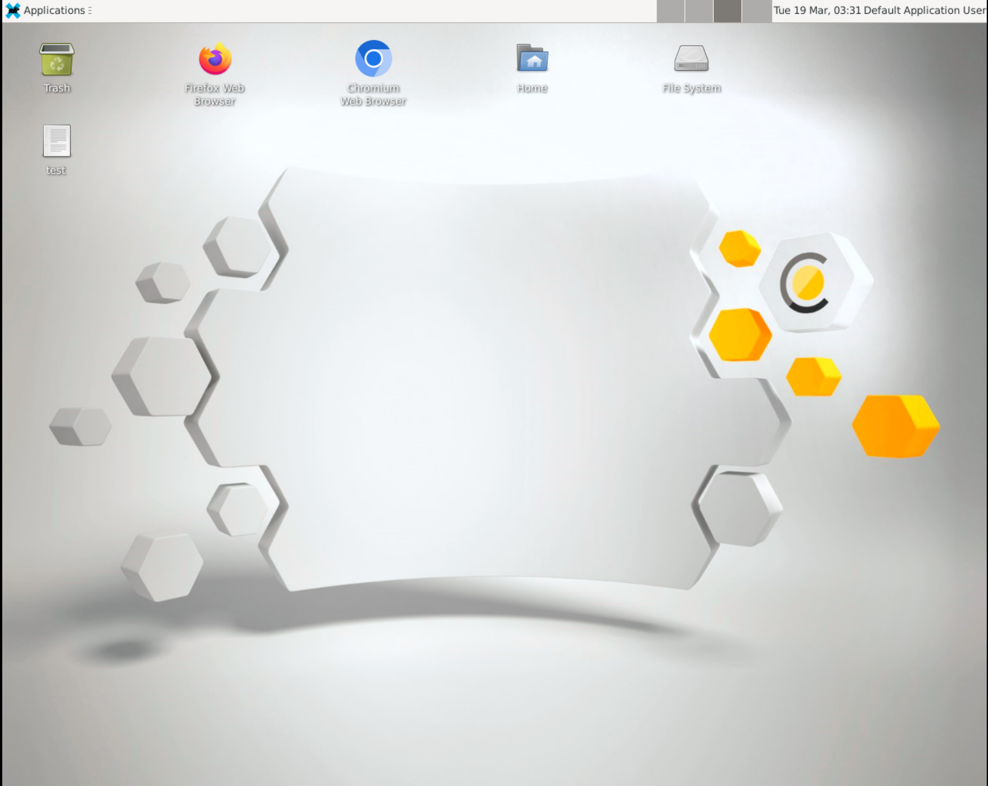 Applications
Tue 19 Mar, 03:31 Default Application User
Trash
Firefox Web
Browser
Chromium
Web Browser
Home
File System
test